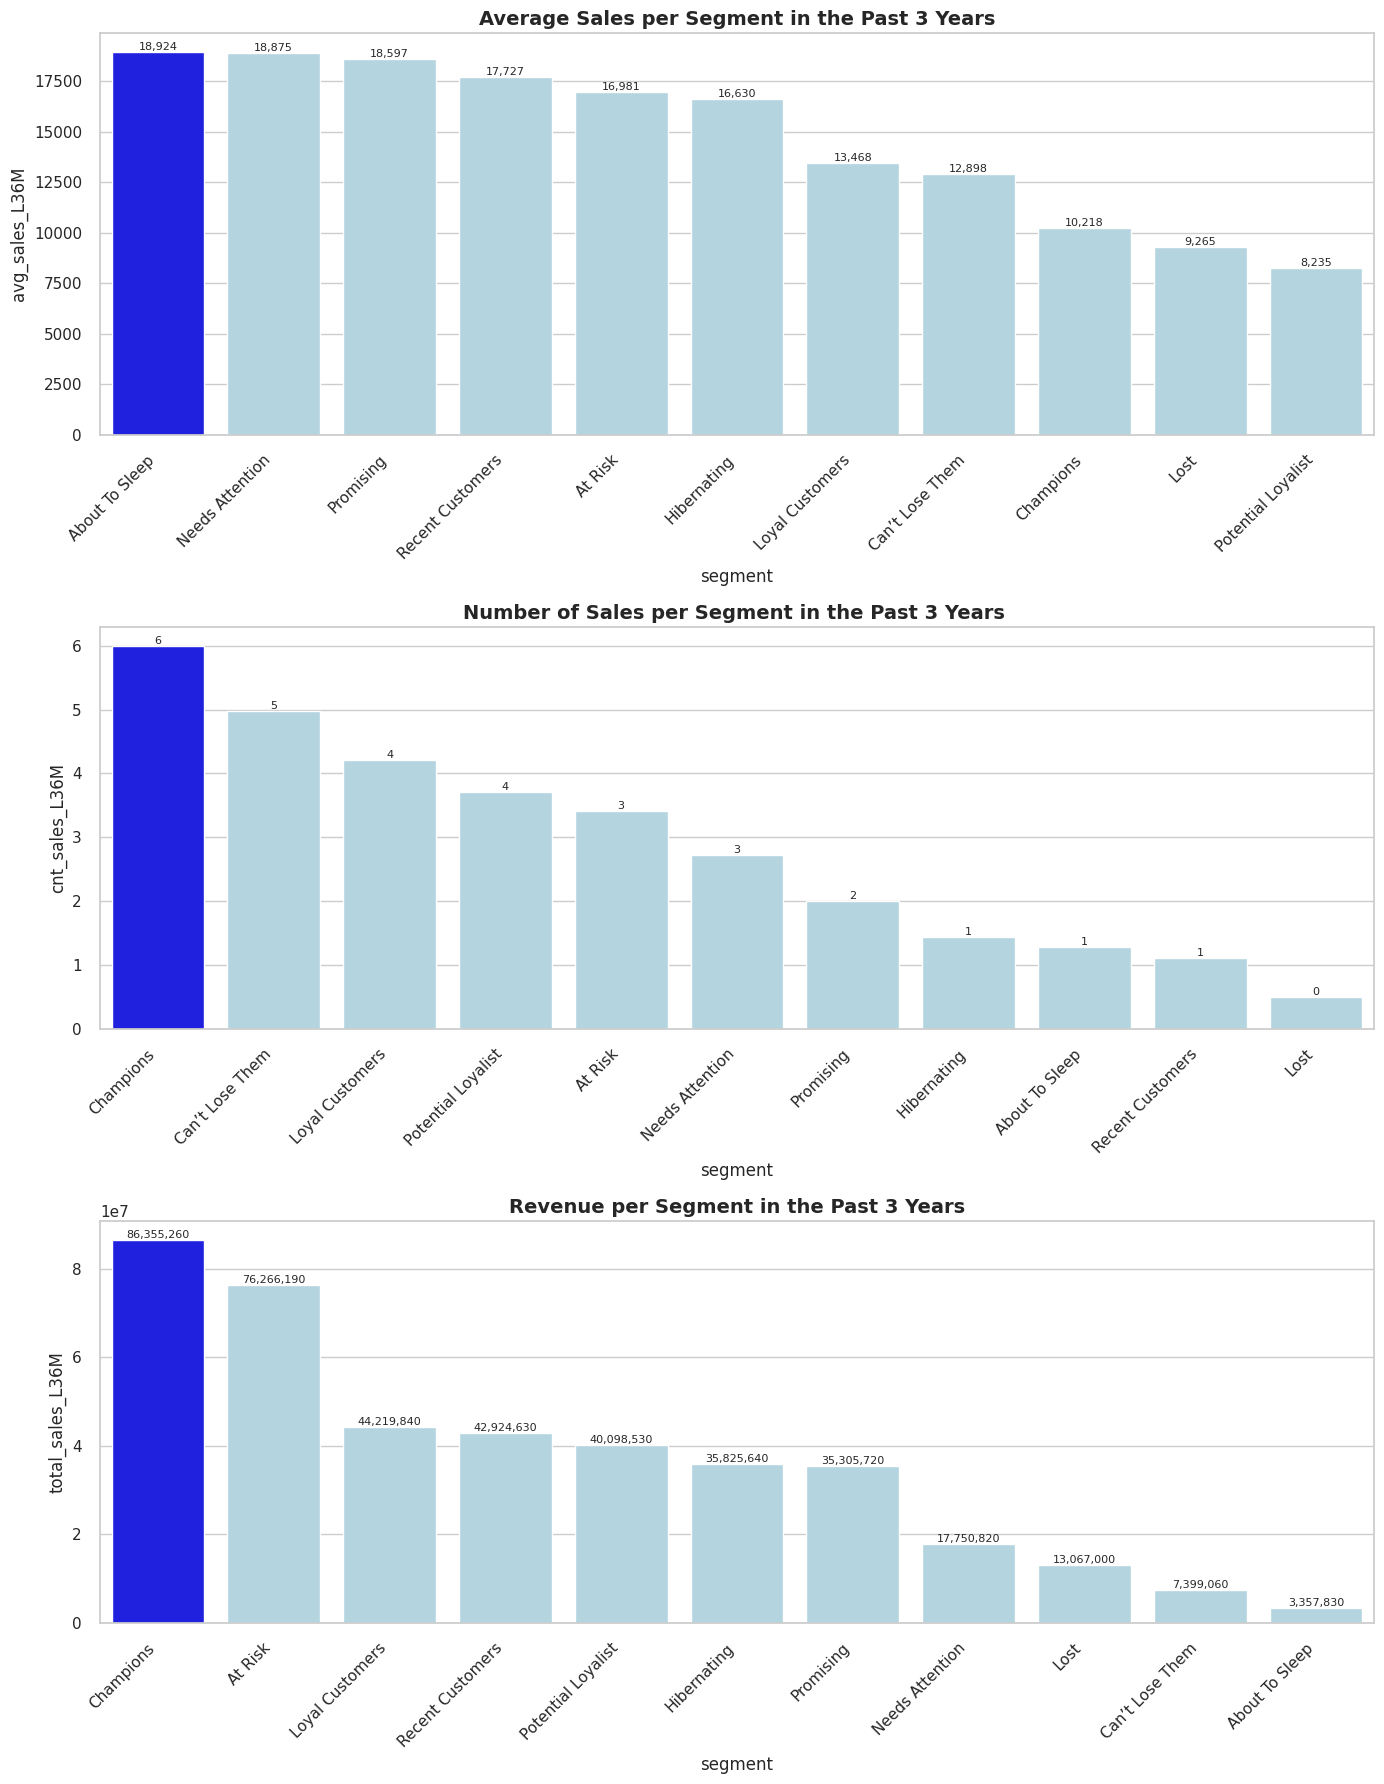 Average Sales per Segment in the Past 3 Years
18,924
18,875
18,597
17,727
16,981
16,630
13,468
12,898
10,218
9,265
8,235
17500
15000
12500
10000
7500
5000
2500
0
avg_sales_L36M
About To Sleep
Needs Attention
Promising
Recent Customers
At Risk
Hibernating
Loyal Customers
Can’t Lose Them
Champions
Lost
Potential Loyalist
segment
Number of Sales per Segment in the Past 3 Years
6
5
4
4
3
3
2
1
1
1
0
6
5
4
3
2
1
0
cnt_sales_L36M
Champions
Can’t Lose Them
Loyal Customers
Potential Loyalist
At Risk
Needs Attention
Promising
Hibernating
About To Sleep
Recent Customers
Lost
segment
Revenue per Segment in the Past 3 Years
1e7
86,355,260
76,266,190
44,219,840
42,924,630
40,098,530
35,825,640
35,305,720
17,750,820
13,067,000
7,399,060
3,357,830
8
6
4
2
0
total_sales_L36M
Champions
At Risk
Loyal Customers
Recent Customers
Potential Loyalist
Hibernating
Promising
Needs Attention
Lost
Can’t Lose Them
About To Sleep
segment